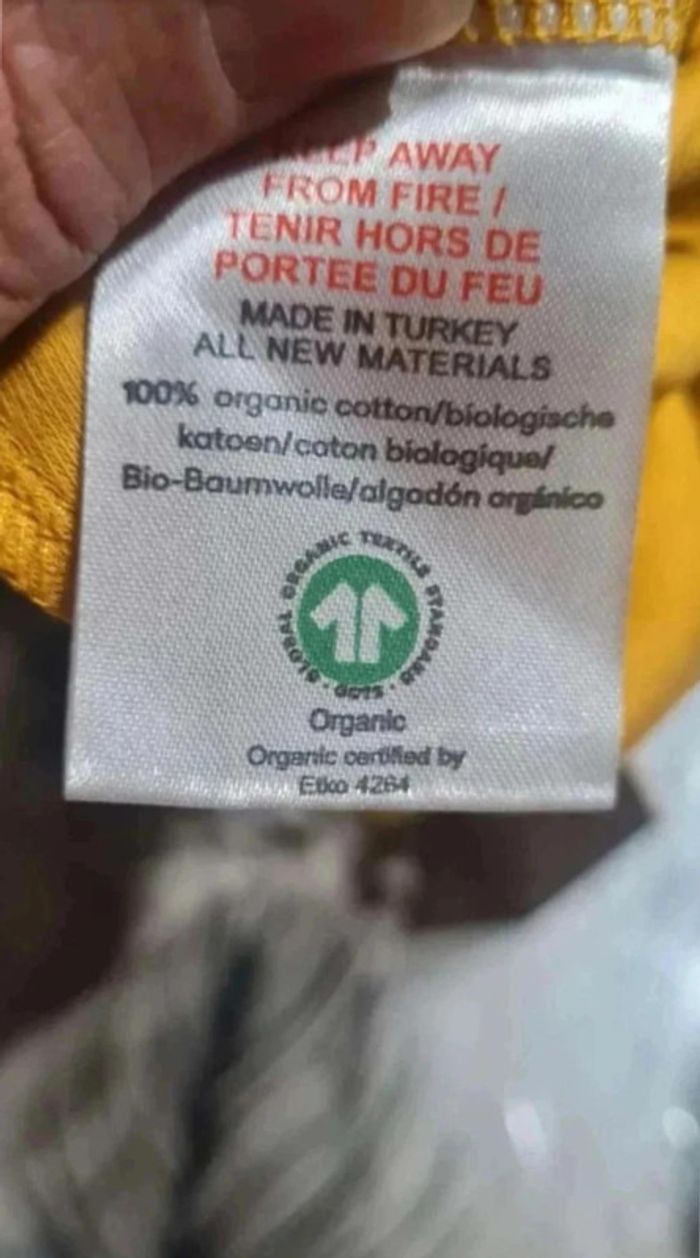 KEEP AWAY
FROM FIRE /
TENIR HORS DE
PORTEE DU FEU
MADE IN TURKEY
ALL NEW MATERIALS
100% organic cotton/biologische
katoen/coton biologique/
Bio-Baumwolle/algodón orgánico
GLOBAL ORGANIC TEXTILE STANDARD
· GOTS ·
Organic
Organic certified by
Etko 4264